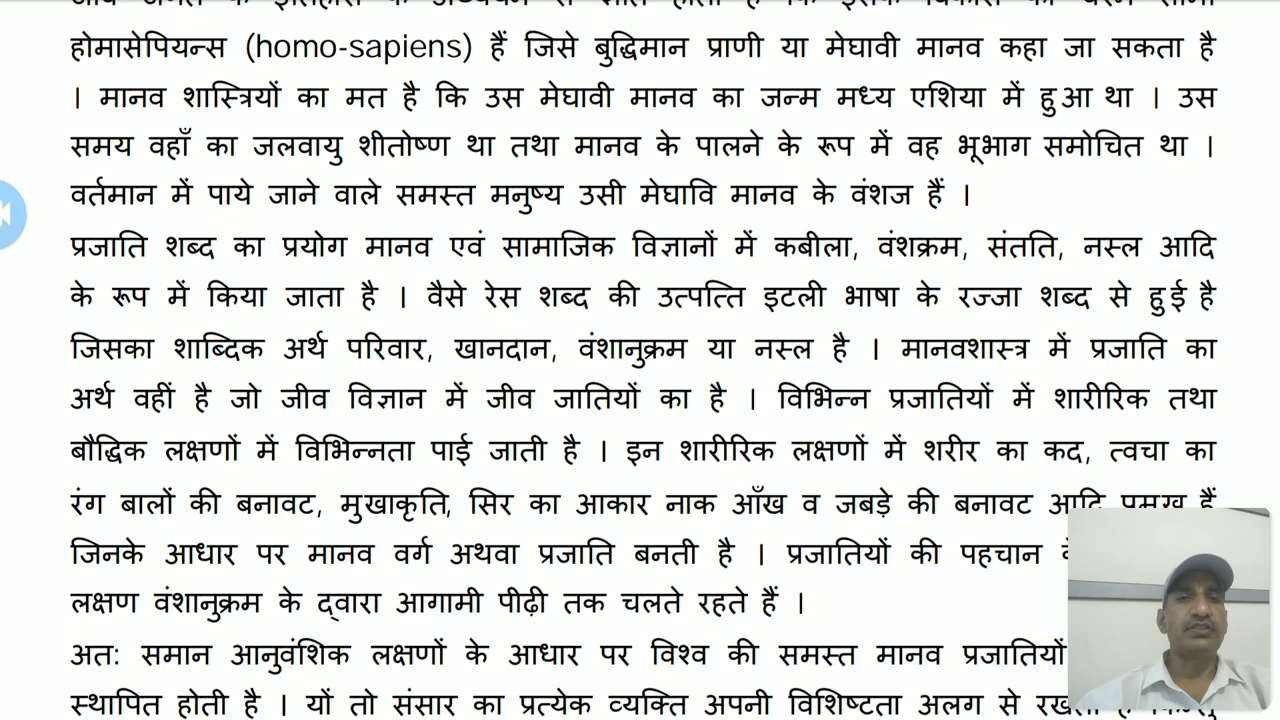 होमासेपियन्स (homo-sapiens) हैं जिसे बुद्धिमान प्राणी या मेघावी मानव कहा जा सकता है
। मानव शास्त्रियों का मत है कि उस मेघावी मानव का जन्म मध्य एशिया में हुआ था । उस
समय वहाँ का जलवायु शीतोष्ण था तथा मानव के पालने के रूप में वह भूभाग समोचित था ।
वर्तमान में पाये जाने वाले समस्त मनुष्य उसी मेघावि मानव के वंशज हैं ।
प्रजाति शब्द का प्रयोग मानव एवं सामाजिक विज्ञानों में कबीला, वंशक्रम, संतति, नस्ल आदि
के रूप में किया जाता है । वैसे रेस शब्द की उत्पत्ति इटली भाषा के रज्जा शब्द से हुई है
जिसका शाब्दिक अर्थ परिवार, खानदान, वंशानुक्रम या नस्ल है । मानवशास्त्र में प्रजाति का
अर्थ वहीं है जो जीव विज्ञान में जीव जातियों का है । विभिन्न प्रजातियों में शारीरिक तथा
बौद्धिक लक्षणों में विभिन्नता पाई जाती है । इन शारीरिक लक्षणों में शरीर का कद, त्वचा का
रंग बालों की बनावट, मुखाकृति, सिर का आकार नाक आँख व जबड़े की बनावट आदि प्रमुख हैं
जिनके आधार पर मानव वर्ग अथवा प्रजाति बनती है । प्रजातियों की पहचान
लक्षण वंशानुक्रम के द्वारा आगामी पीढ़ी तक चलते रहते हैं ।
अत: समान आनुवंशिक लक्षणों के आधार पर विश्व की समस्त मानव प्रजातियों
स्थापित होती है । यों तो संसार का प्रत्येक व्यक्ति अपनी विशिष्टता अलग से